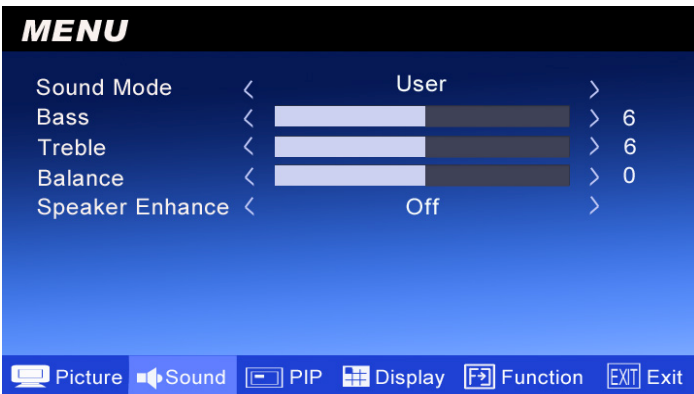 MENU
Sound Mode < User >
Bass < > 6
Treble < > 6
Balance < > 0
Speaker Enhance < Off >
Picture Sound PIP Display F Function EXIT Exit